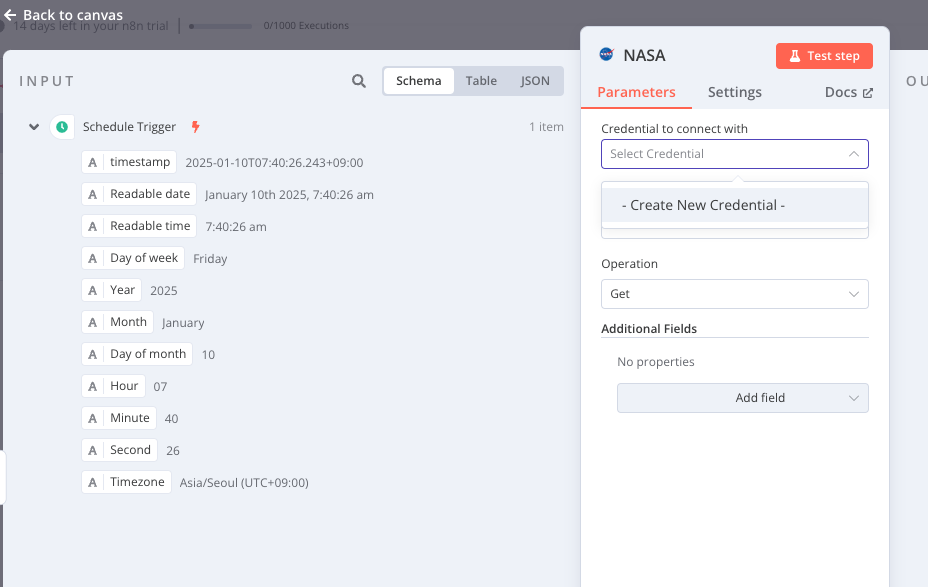 Back to canvas
14 days left in your n8n trial
0/1000 Executions
INPUT
Schema
Table
JSON
Schedule Trigger
1 item
A timestamp 2025-01-10T07:40:26.243+09:00
A Readable date January 10th 2025, 7:40:26 am
A Readable time 7:40:26 am
A Day of week Friday
A Year 2025
A Month January
A Day of month 10
A Hour 07
A Minute 40
A Second 26
A Timezone Asia/Seoul (UTC+09:00)
NASA
Test step
Parameters
Settings
Docs
Credential to connect with
Select Credential
- Create New Credential -
Operation
Get
Additional Fields
No properties
Add field
OU